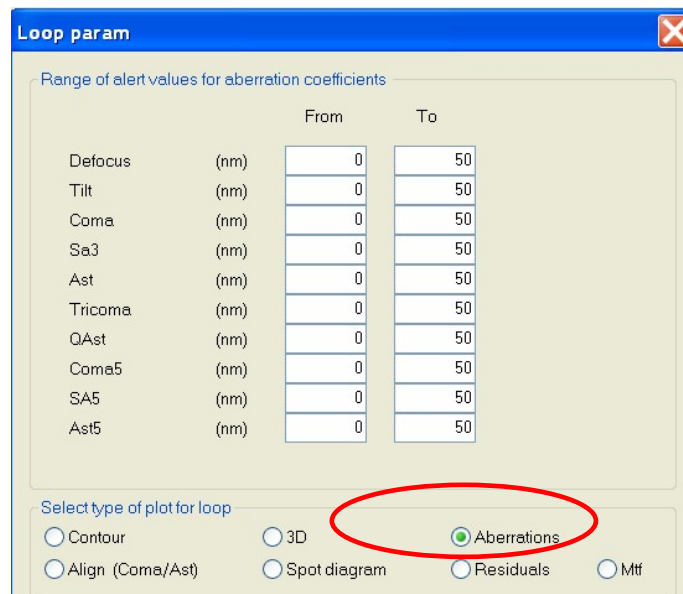 Loop param
Range of alert values for aberration coefficients
From To
Defocus (nm) 0 50
Tilt (nm) 0 50
Coma (nm) 0 50
Sa3 (nm) 0 50
Ast (nm) 0 50
Tricoma (nm) 0 50
QAst (nm) 0 50
Coma5 (nm) 0 50
SA5 (nm) 0 50
Ast5 (nm) 0 50
Select type of plot for loop
Contour 3D Aberrations
Align (Coma/Ast) Spot diagram Residuals Mtf